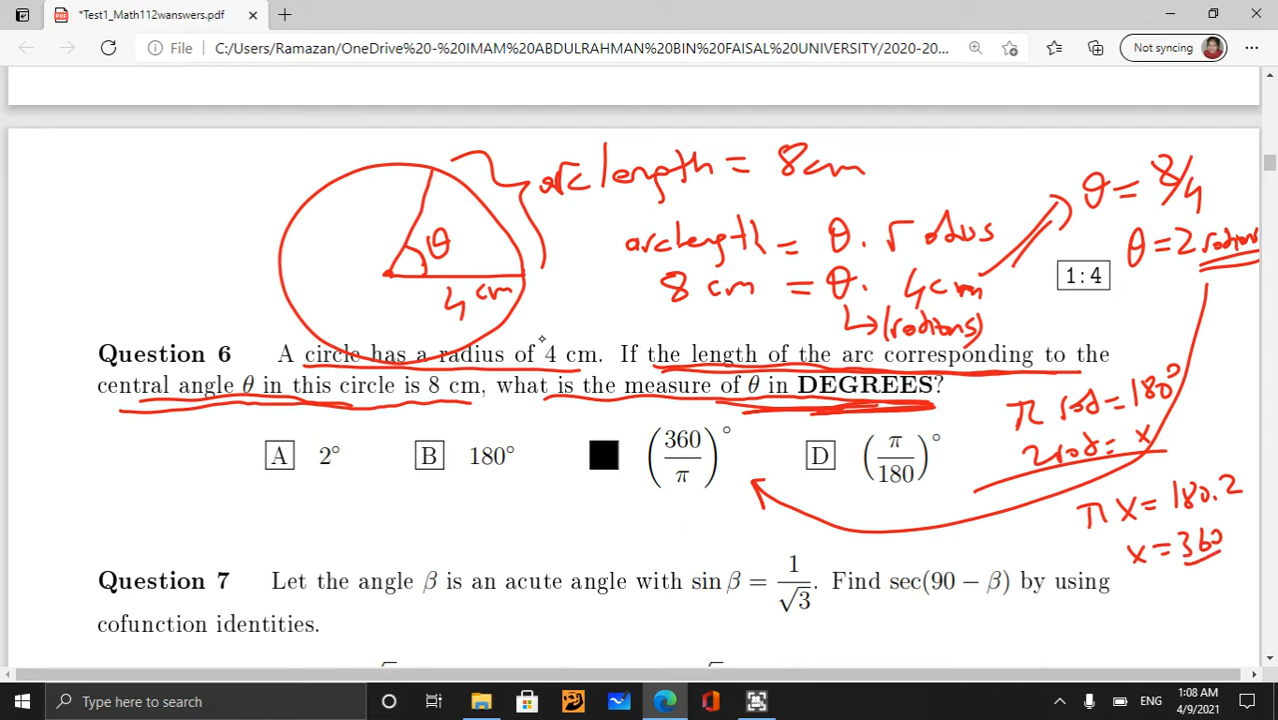 *Test1_Math112wanswers.pdf
File C:/Users/Ramazan/OneDrive%20-%20IMAM%20ABDULRAHMAN%20BIN%20FAISAL%20UNIVERSITY/2020-20...
Not syncing
arc length = 8cm
θ = 8/4
θ
arclength = θ. radius
θ = 2 radians
4 cm
8 cm = θ. 4cm
1:4
↳ (radians)
Question 6 A circle has a radius of 4 cm. If the length of the arc corresponding to the
central angle θ in this circle is 8 cm, what is the measure of θ in DEGREES?
π rad = 180°
2rad = x
A 2° B 180° (360/π)° D (π/180)°
π x = 180.2
x = 360
Question 7 Let the angle β is an acute angle with sin β = 1/√3. Find sec(90 − β) by using
cofunction identities.
Type here to search
ENG
1:08 AM
4/9/2021